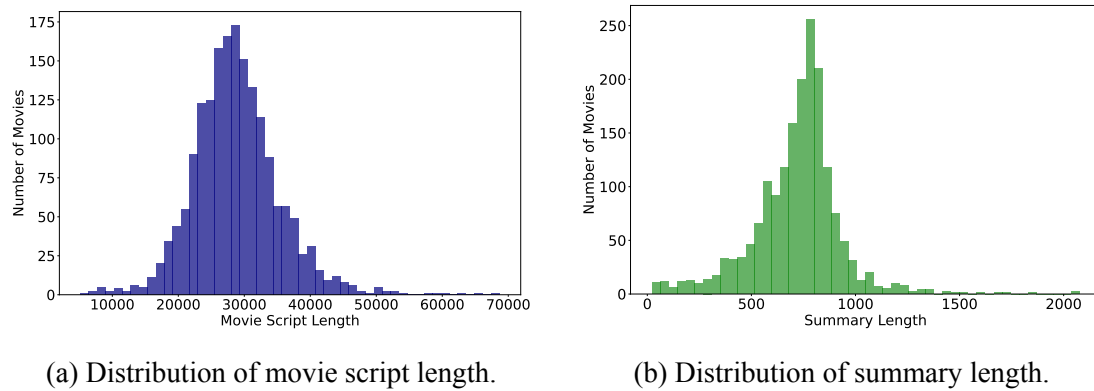 175
150
125
100
75
50
25
0
Number of Movies
10000 20000 30000 40000 50000 60000 70000
Movie Script Length
(a) Distribution of movie script length.
250
200
150
100
50
0
Number of Movies
0 500 1000 1500 2000
Summary Length
(b) Distribution of summary length.